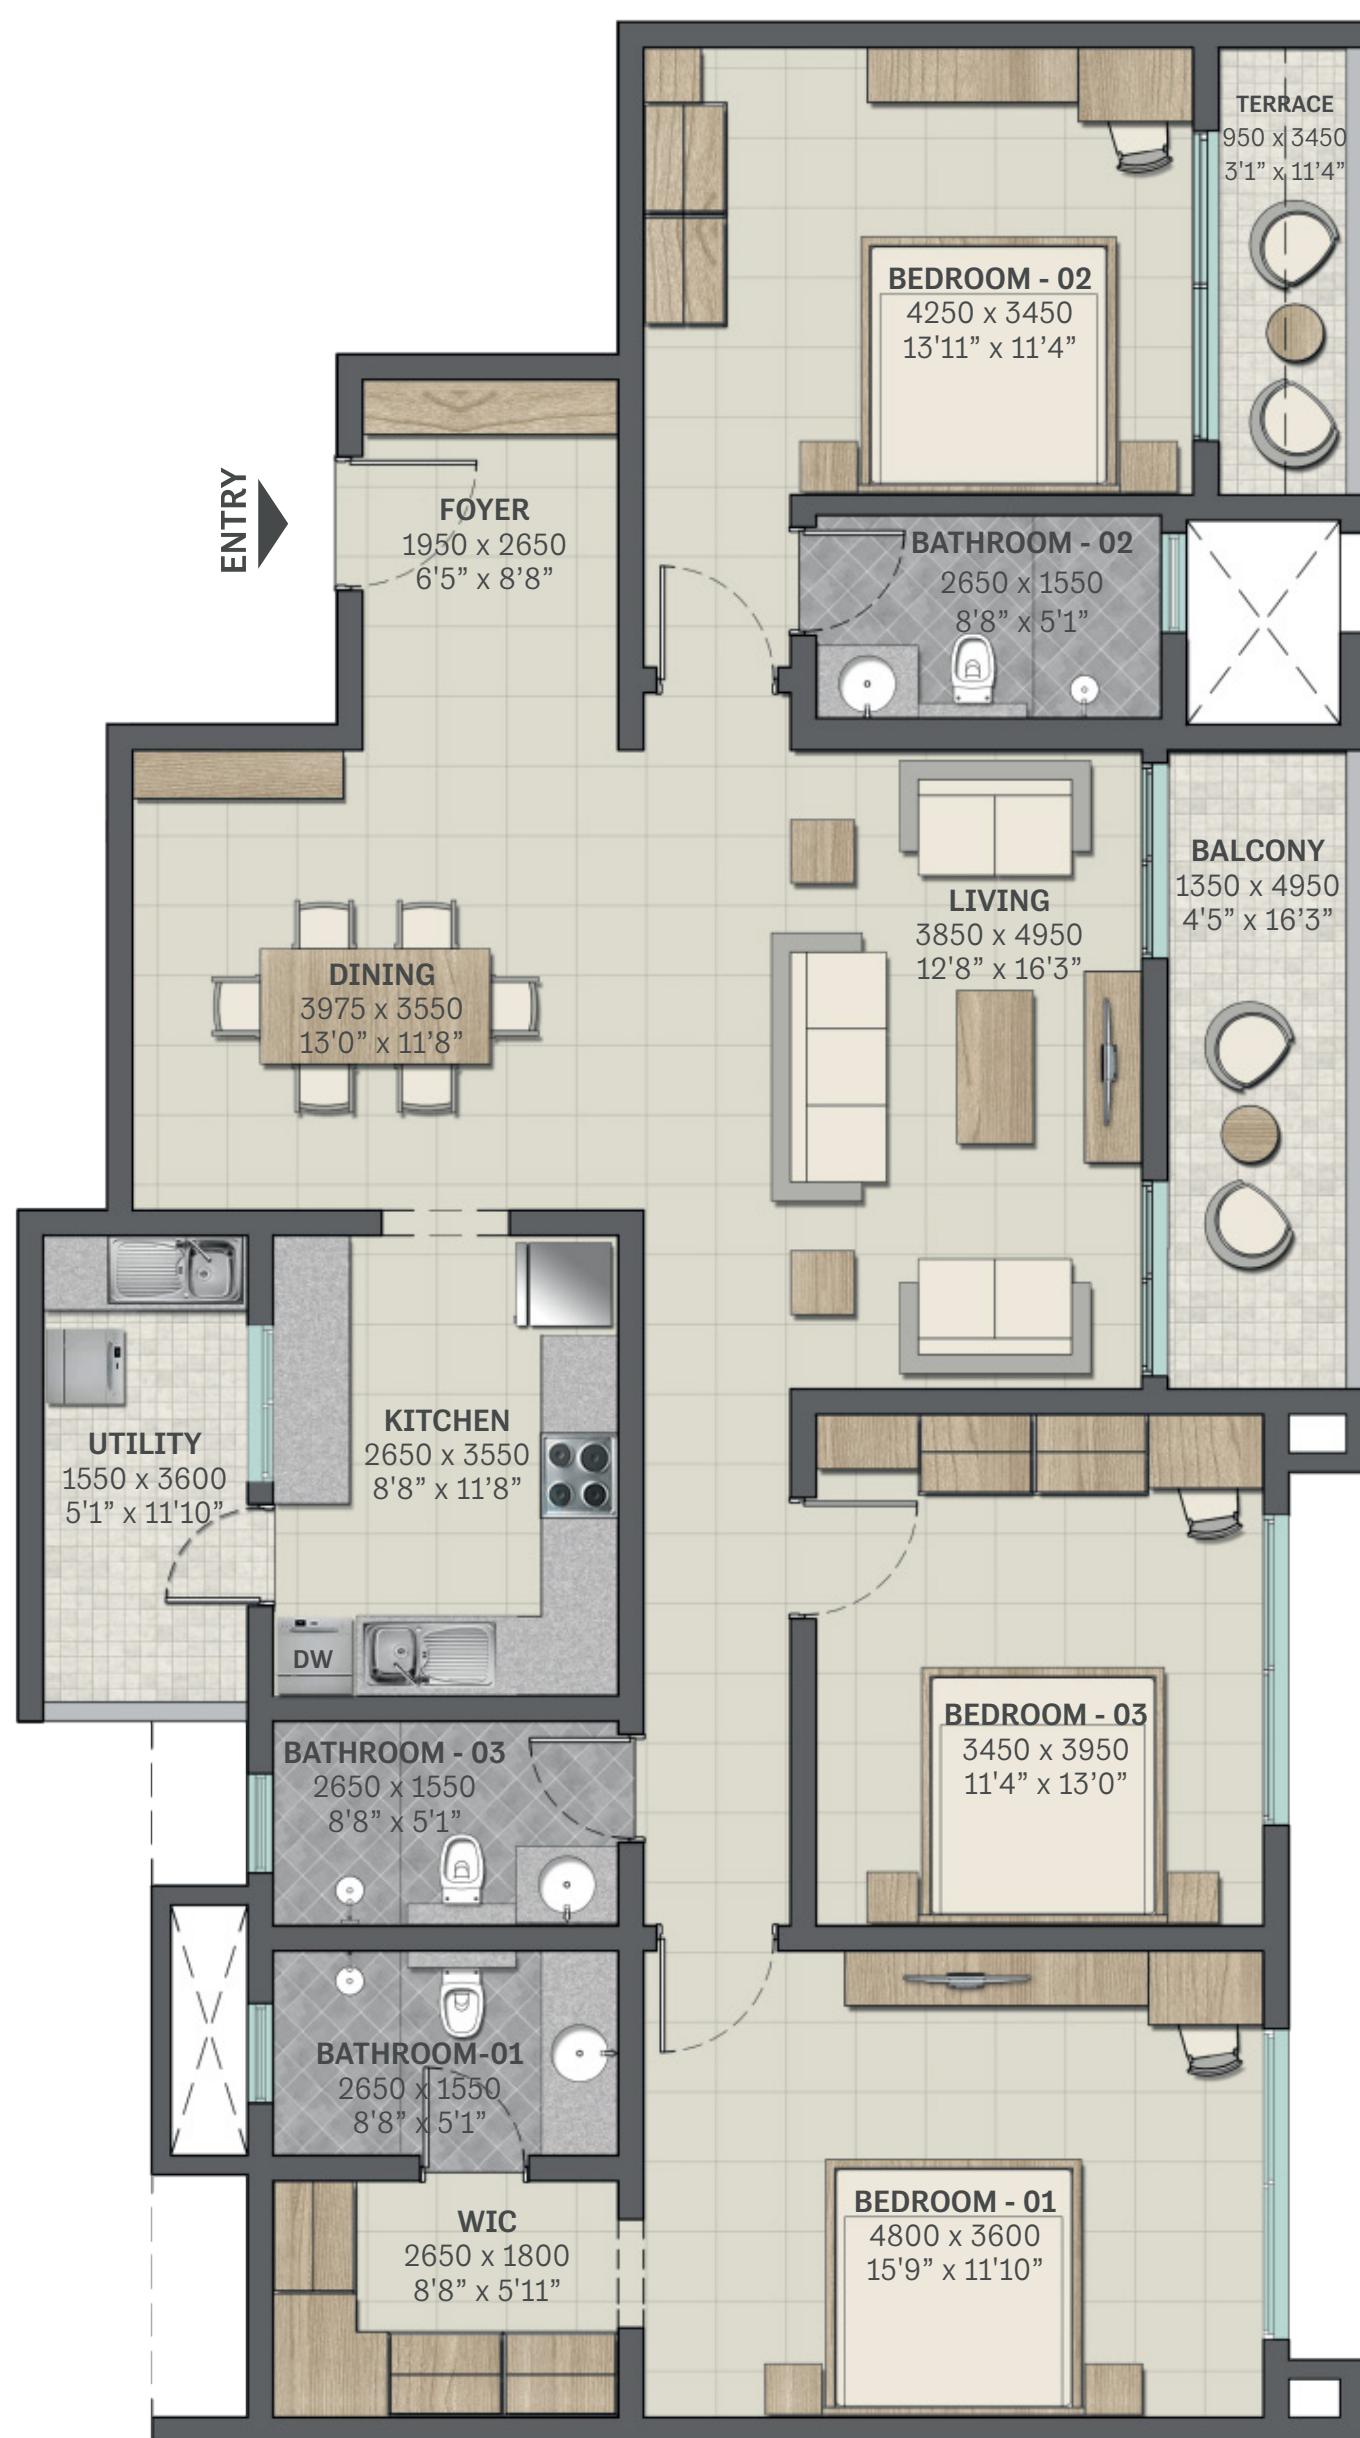 TERRACE
950 x 3450
3'1” x 11’4”
BEDROOM - 02
4250 x 3450
13'11” x 11’4”
ENTRY
FOYER
1950 x 2650
6'5” x 8’8”
BATHROOM - 02
2650 x 1550
8’8” x 5’1”
BALCONY
1350 x 4950
4'5” x 16’3”
LIVING
3850 x 4950
12’8” x 16’3”
DINING
3975 x 3550
13'0” x 11’8”
KITCHEN
2650 x 3550
8’8” x 11’8”
UTILITY
1550 x 3600
5'1” x 11'10”
DW
BEDROOM - 03
3450 x 3950
11'4” x 13’0”
BATHROOM - 03
2650 x 1550
8'8” x 5’1”
BATHROOM-01
2650 x 1550
8'8” x 5’1”
BEDROOM - 01
4800 x 3600
15'9” x 11'10”
WIC
2650 x 1800
8'8” x 5'11”